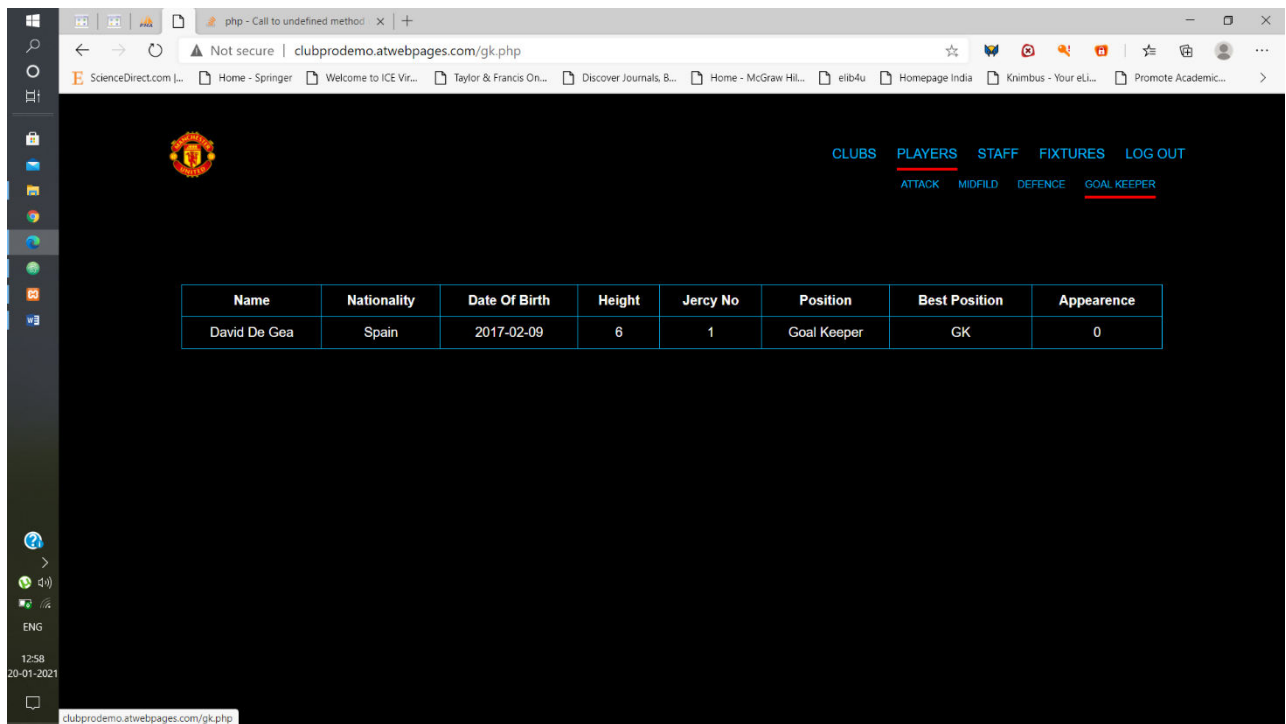 php - Call to undefined method
Not secure | clubprodemo.atwebpages.com/gk.php
ScienceDirect.com |...
Home - Springer
Welcome to ICE Vir...
Taylor & Francis On...
Discover Journals, B...
Home - McGraw Hil...
elib4u
Homepage India
Knimbus - Your eLi...
Promote Academic...
MANCHESTER
UNITED
CLUBS PLAYERS STAFF FIXTURES LOG OUT
ATTACK MIDFILD DEFENCE GOAL KEEPER
Name Nationality Date Of Birth Height Jercy No Position Best Position Appearence
David De Gea Spain 2017-02-09 6 1 Goal Keeper GK 0
ENG
12:58
20-01-2021
clubprodemo.atwebpages.com/gk.php